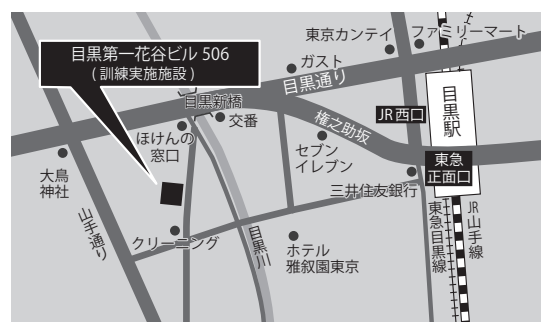 東京カンテイ
ファミリーマート
目黒第一花谷ビル 506
(訓練実施施設)
ガスト
目黒通り
目黒新橋
交番
JR西口
目黒駅
権之助坂
ほけんの
窓口
セブン
イレブン
東急
正面口
大鳥
神社
三井住友銀行
山手通り
クリーニング
目黒川
ホテル
雅叙園東京
東急目黒線
JR山手線